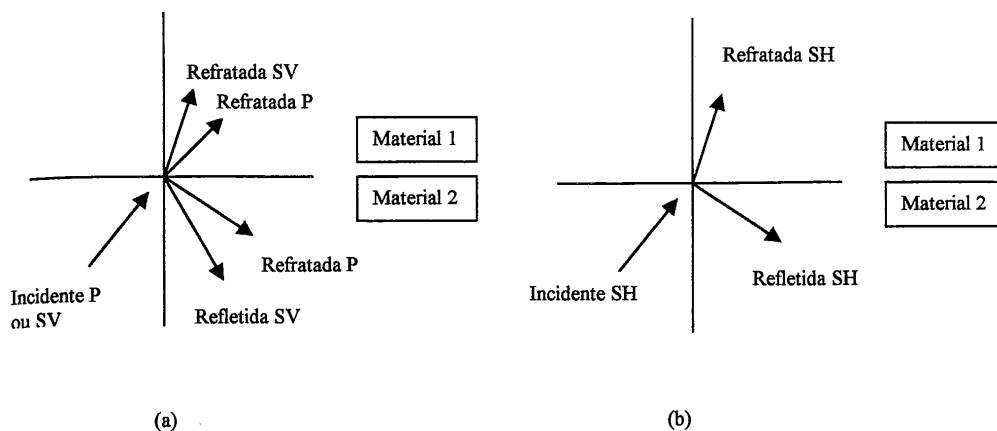 Refratada SV
Refratada P
Material 1
Material 2
Refratada P
Incidente P
ou SV
Refletida SV
(a)
Refratada SH
Material 1
Material 2
Refletida SH
Incidente SH
(b)